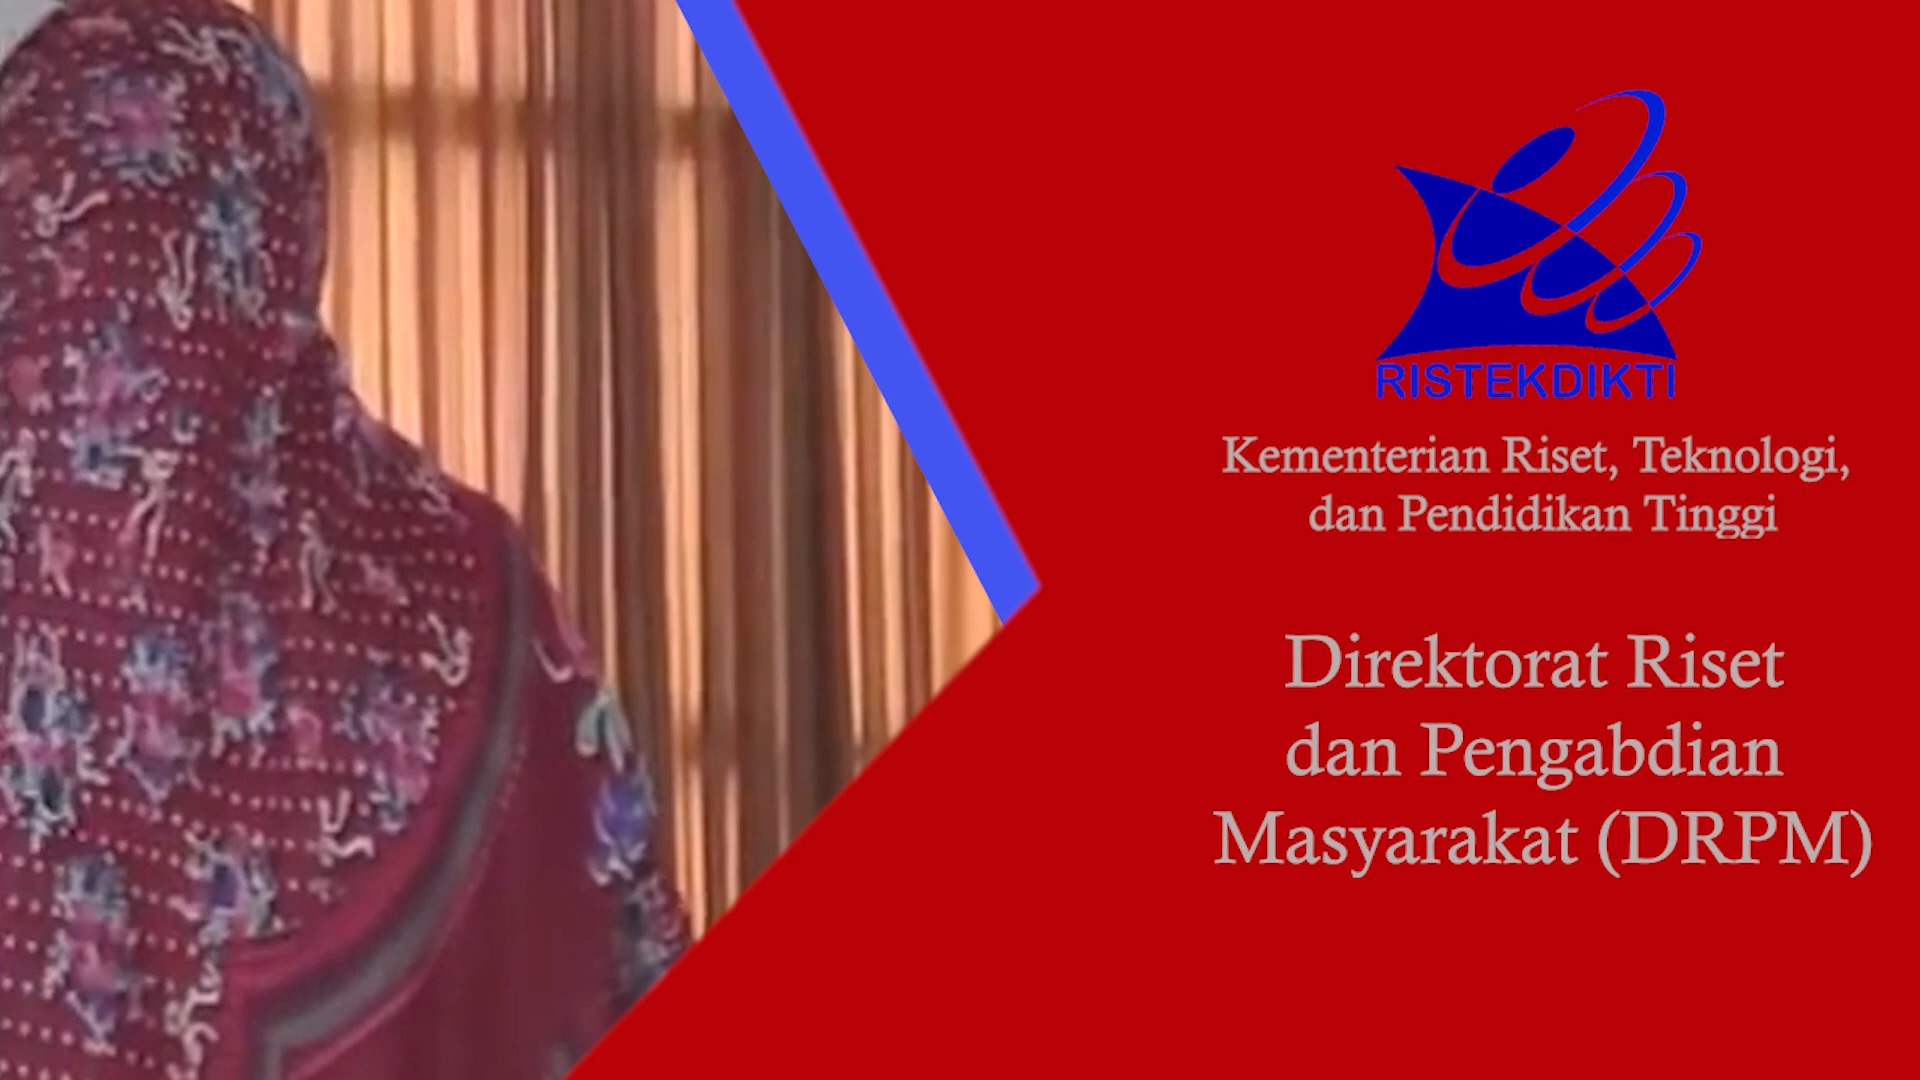 RISTEKDIKTI
Kementerian Riset, Teknologi,
dan Pendidikan Tinggi
Direktorat Riset
dan Pengabdian
Masyarakat (DRPM)